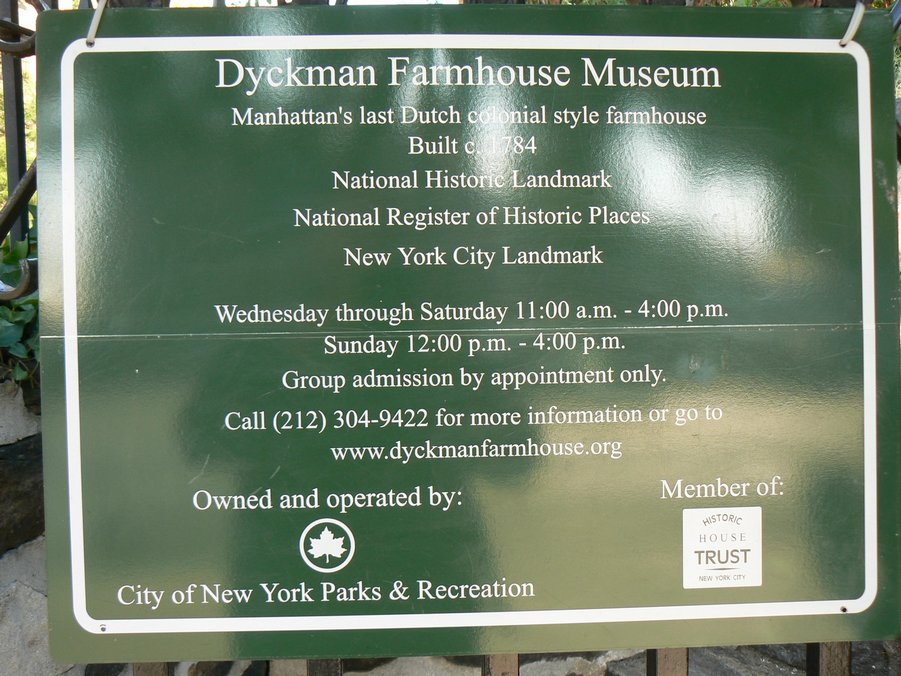 Dyckman Farmhouse Museum
Manhattan's last Dutch colonial style farmhouse
Built c. 1784
National Historic Landmark
National Register of Historic Places
New York City Landmark
Wednesday through Saturday 11:00 a.m. - 4:00 p.m.
Sunday 12:00 p.m. - 4:00 p.m.
Group admission by appointment only.
Call (212) 304-9422 for more information or go to
www.dyckmanfarmhouse.org
Owned and operated by:
City of New York Parks & Recreation
Member of:
HISTORIC
HOUSE
TRUST
NEW YORK CITY